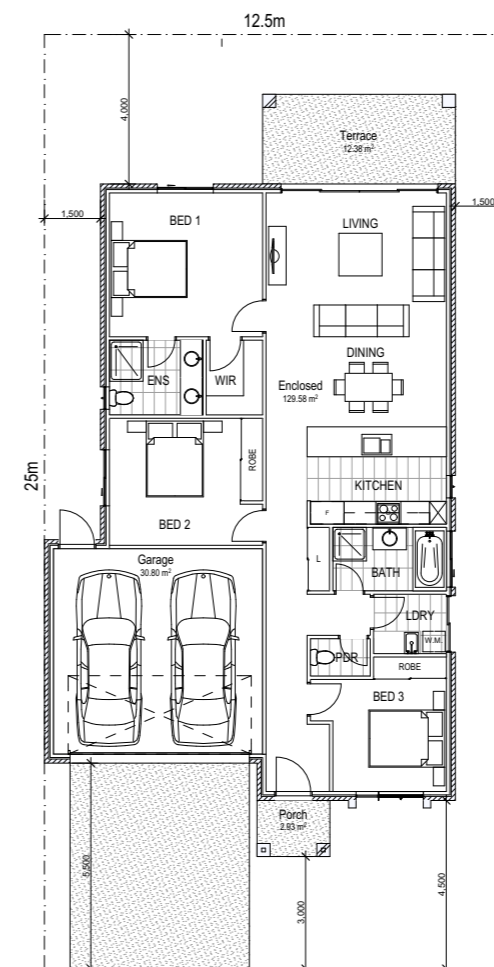 12.5m
4,000
Terrace
12.38 m²
1,500
1,500
BED 1
LIVING
DINING
ENS
WIR
Enclosed
129.58 m²
25m
ROBE
KITCHEN
BED 2
F
Garage
30.80 m²
L
BATH
LDRY
W.M.
PDR
ROBE
BED 3
Porch
2.93 m²
5,500
3,000
4,500